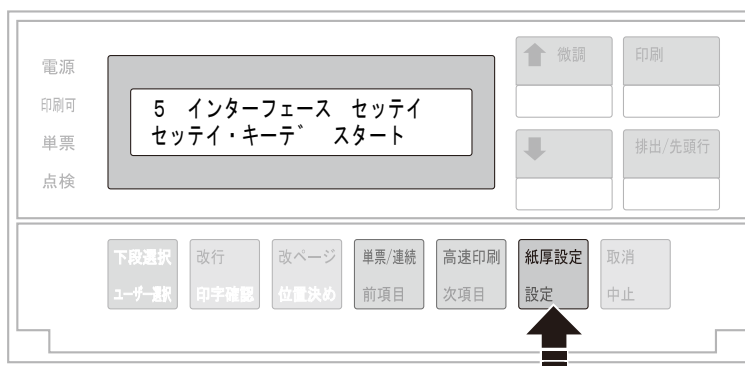 電源
印刷可
単票
点検
5 インターフェース セッテイ
セッテイ・キーデ゛ スタート
微調
印刷
排出/先頭行
下段選択
ユーザー選択
改行
印字確認
改ページ
位置決め
単票/連続
前項目
高速印刷
次項目
紙厚設定
設定
取消
中止